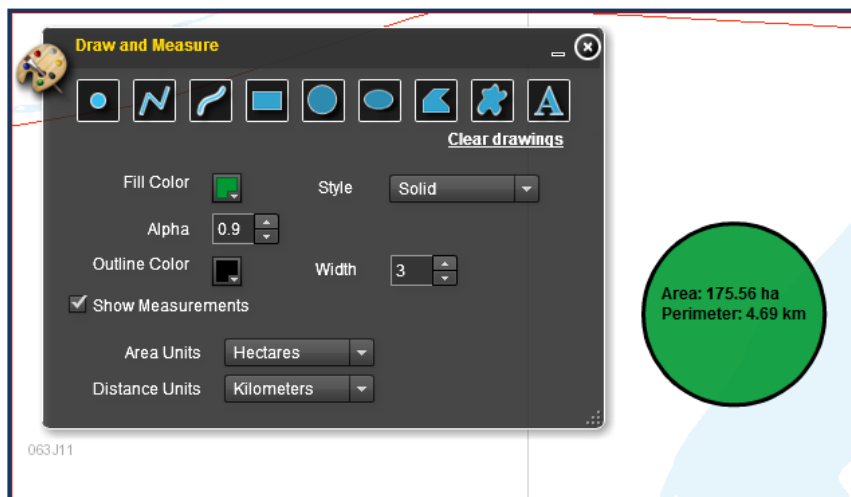 Draw and Measure
A
Clear drawings
Fill Color
Style
Solid
Alpha
0.9
Outline Color
Width
3
Show Measurements
Area Units
Hectares
Distance Units
Kilometers
Area: 175.56 ha
Perimeter: 4.69 km
063J11